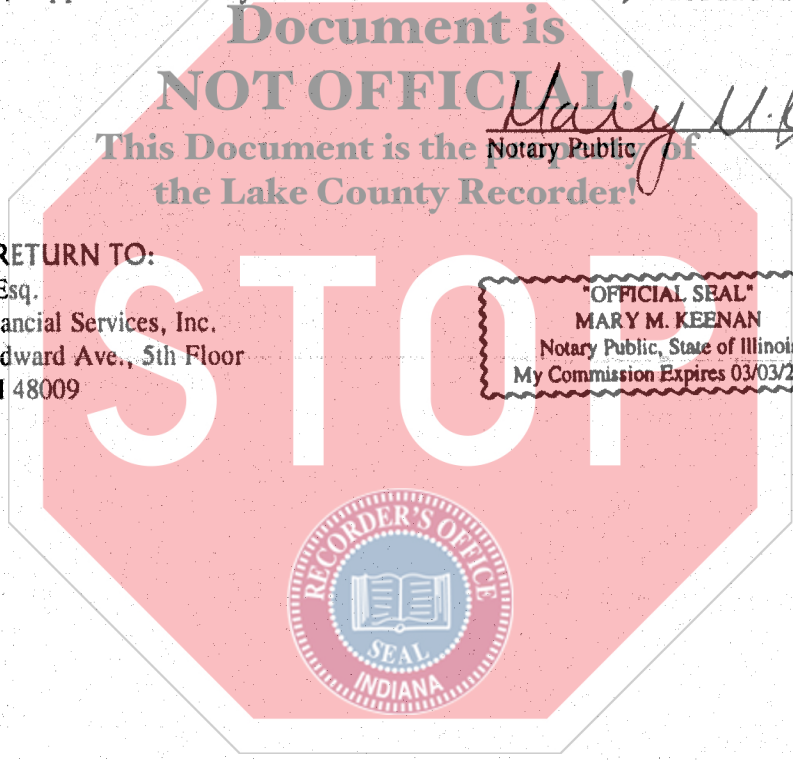 Document is
NOT OFFICIAL!
This Document is the property of
the Lake County Recorder!
Mary M.
Notary Public
RETURN TO:
Esq.
ancial Services, Inc.
dward Ave., 5th Floor
48009
STOP
"OFFICIAL SEAL"
MARY M. KEENAN
Notary Public, State of Illinois
My Commission Expires 03/03/2
RECORDER'S OFFICE
SEAL
INDIANA